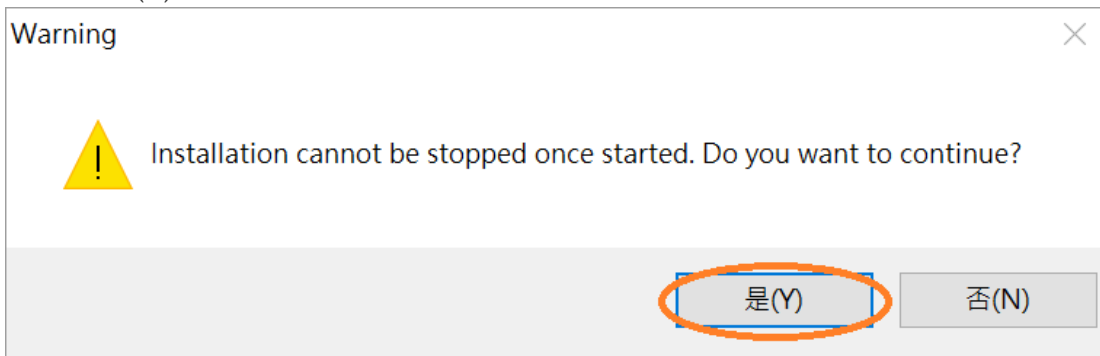 Warning
Installation cannot be stopped once started. Do you want to continue?
是(Y)
否(N)